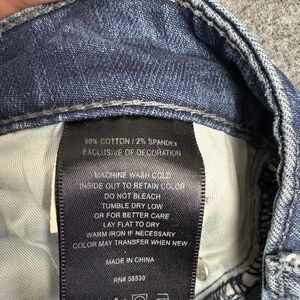 98% COTTON / 2% SPANDEX
EXCLUSIVE OF DECORATION
MACHINE WASH COLD
INSIDE OUT TO RETAIN COLOR
DO NOT BLEACH
TUMBLE DRY LOW
OR FOR BETTER CARE
LAY FLAT TO DRY
WARM IRON IF NECESSARY
COLOR MAY TRANSFER WHEN NEW
MADE IN CHINA
RN# 58539